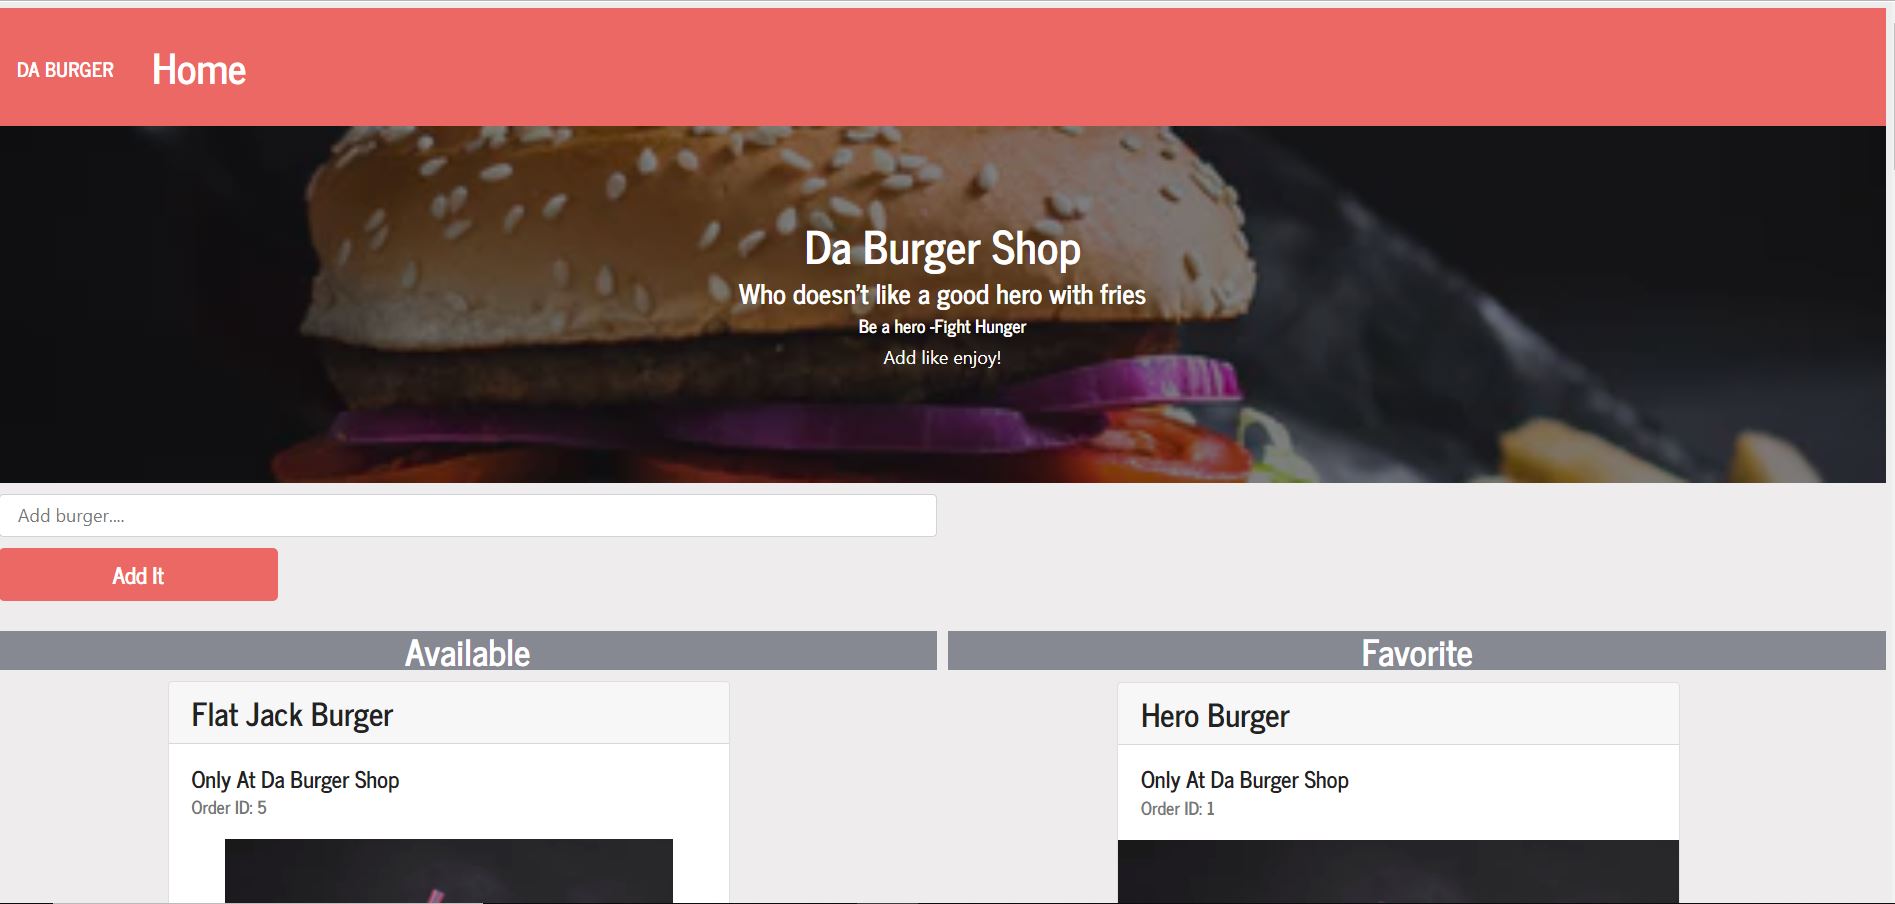 DA BURGER
Home
Da Burger Shop
Who doesn't like a good hero with fries
Be a hero -Fight Hunger
Add like enjoy!
Add burger....
Add It
Available
Flat Jack Burger
Only At Da Burger Shop
Order ID: 5
Favorite
Hero Burger
Only At Da Burger Shop
Order ID: 1